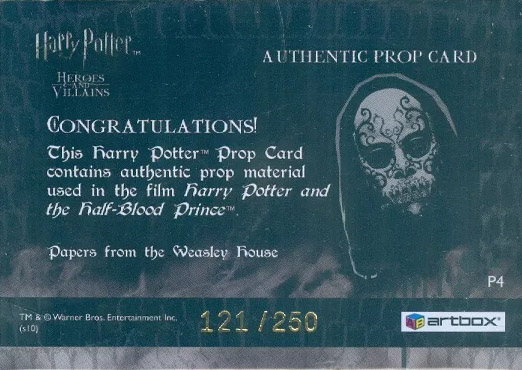 Harry Potter™
HEROES
AND
VILLAINS
AUTHENTIC PROP CARD
CONGRATULATIONS!
This Harry Potter™ Prop Card
contains authentic prop material
used in the film Harry Potter and
the Half-Blood Prince™.
Papers from the Weasley House
P4
TM & © Warner Bros. Entertainment Inc.
(s10)
121/250
artbox®